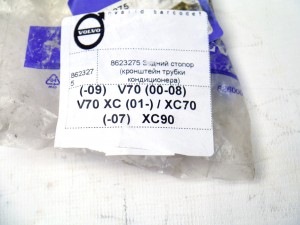 VOLVO
8623275 Задний стопор
(кронштейн трубки
кондиционера)
862327
5
(-09) V70 (00-08)
V70 XC (01-) / XC70
(-07) XC90